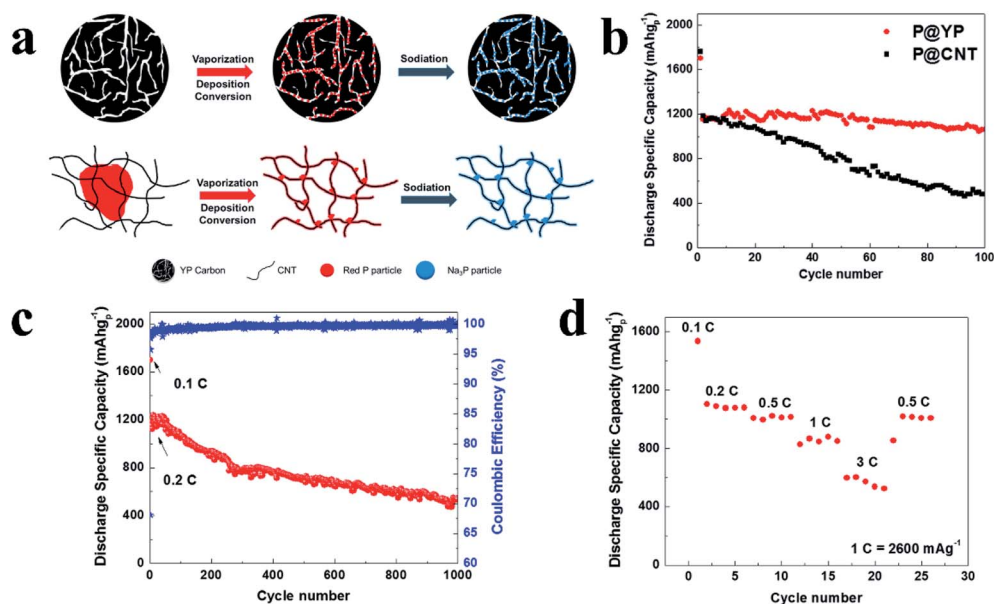 a
Vaporization
Deposition
Conversion
Sodiation
Vaporization
Deposition
Conversion
Sodiation
YP Carbon
CNT
Red P particle
Na₃P particle
b
Discharge Specific Capacity (mAhgₚ⁻¹)
2000
1600
1200
800
400
0
P@YP
P@CNT
0 20 40 60 80 100
Cycle number
c
Discharge Specific Capacity (mAhgₚ⁻¹)
2000
1600
1200
800
400
0
0.1 C
0.2 C
100
95
90
85
80
75
70
65
60
Coulombic Efficiency (%)
0 200 400 600 800 1000
Cycle number
d
Discharge Specific Capacity (mAhgₚ⁻¹)
1600
1200
800
400
0
0.1 C
0.2 C
0.5 C
1 C
3 C
0.5 C
1 C = 2600 mAg⁻¹
0 5 10 15 20 25 30
Cycle number